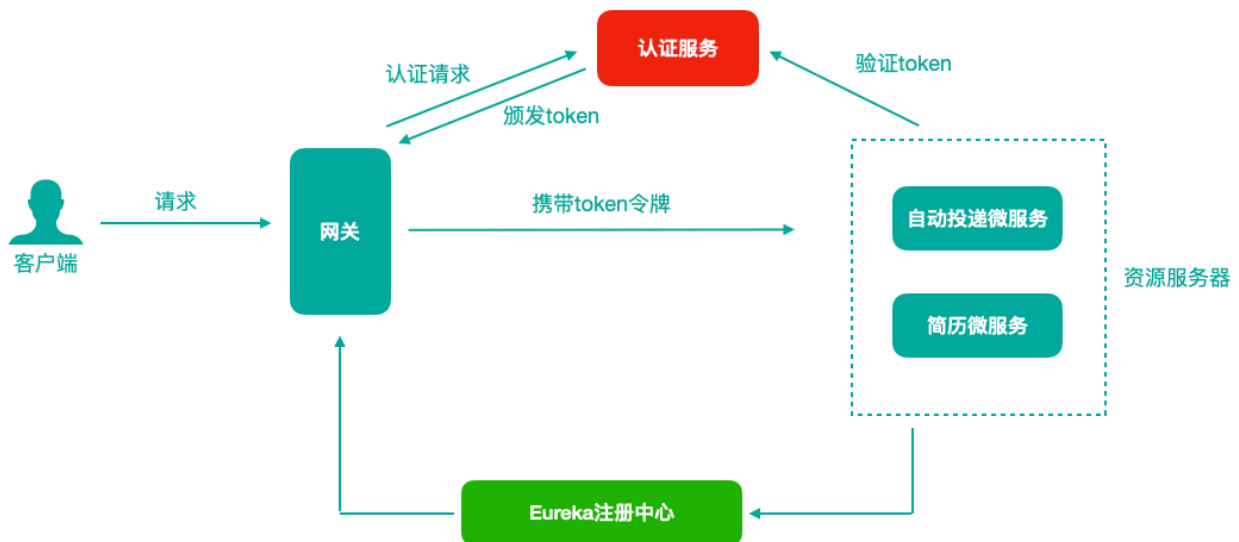 认证服务
认证请求
验证token
颁发token
请求
网关
携带token令牌
自动投递微服务
客户端
资源服务器
简历微服务
Eureka注册中心